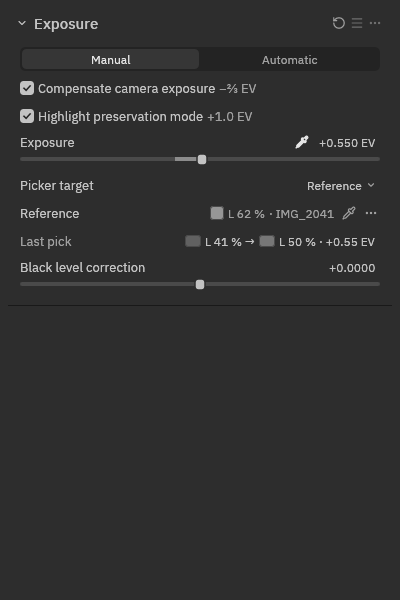 Exposure
Manual Automatic
Compensate camera exposure −⅔ EV
Highlight preservation mode +1.0 EV
Exposure +0.550 EV
Picker target Reference
Reference L 62 % · IMG_2041
Last pick L 41 % → L 50 % · +0.55 EV
Black level correction +0.0000